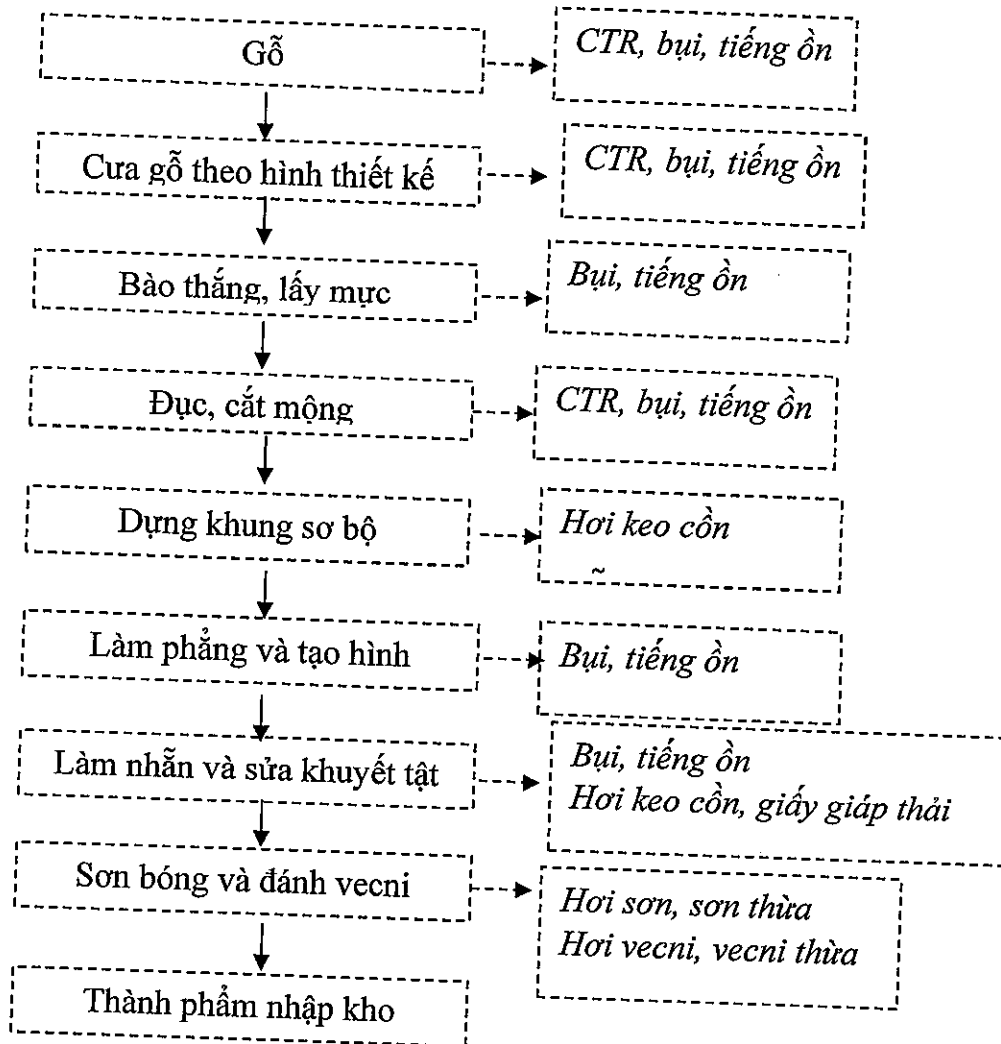 Gỗ
CTR, bụi, tiếng ồn
Cưa gỗ theo hình thiết kế
CTR, bụi, tiếng ồn
Bào thẳng, lấy mực
Bụi, tiếng ồn
Đục, cắt mộng
CTR, bụi, tiếng ồn
Dựng khung sơ bộ
Hơi keo cồn
Làm phẳng và tạo hình
Bụi, tiếng ồn
Làm nhẵn và sửa khuyết tật
Bụi, tiếng ồn
Hơi keo cồn, giấy giáp thải
Sơn bóng và đánh vecni
Hơi sơn, sơn thừa
Hơi vecni, vecni thừa
Thành phẩm nhập kho